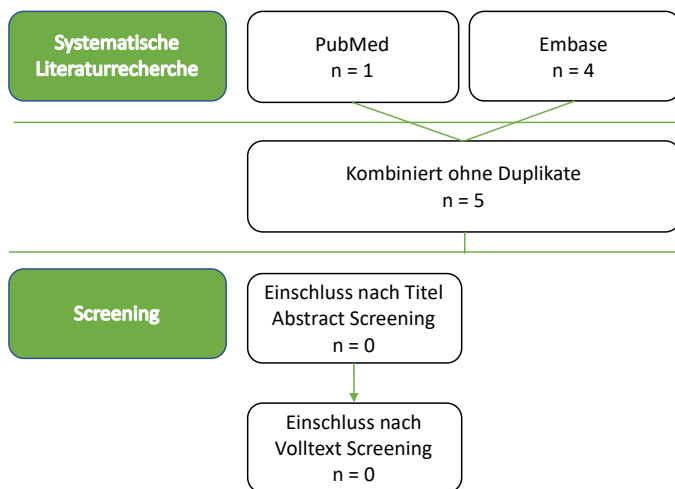 Systematische
Literaturrecherche
PubMed
n = 1
Embase
n = 4
Kombiniert ohne Duplikate
n = 5
Screening
Einschluss nach Titel
Abstract Screening
n = 0
Einschluss nach
Volltext Screening
n = 0